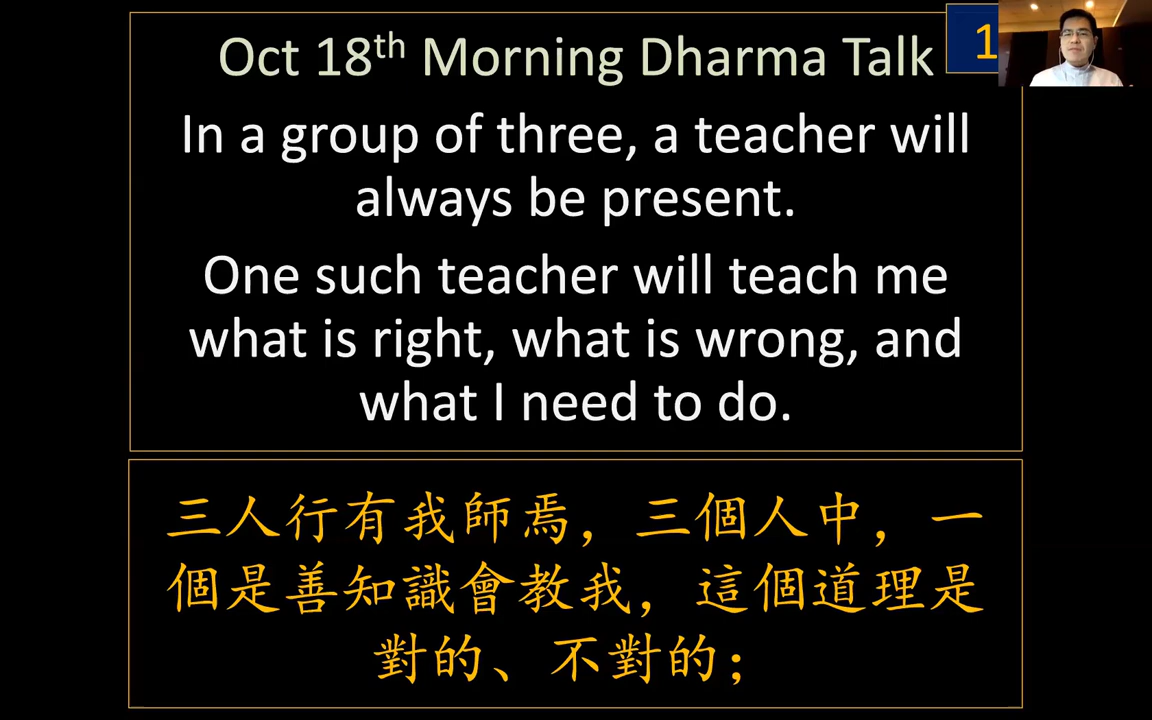 Oct 18th Morning Dharma Talk
1
In a group of three, a teacher will
always be present.
One such teacher will teach me
what is right, what is wrong, and
what I need to do.
三人行有我師焉，三個人中，一
個是善知識會教我，這個道理是
對的、不對的；